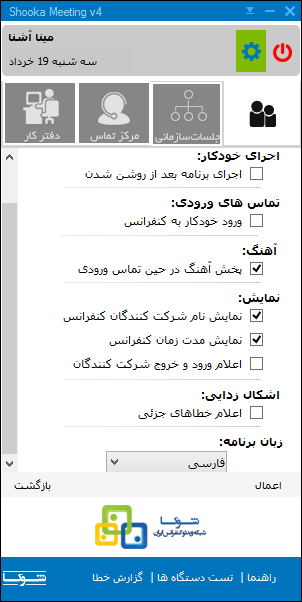 Shooka Meeting v4
مینا آشنا
سه شنبه 19 خرداد
جلسات‌سازمانی
مرکز تماس
دفتر کار
اجرای خودکار:
اجرای برنامه بعد از روشن شدن
تماس های ورودی:
ورود خودکار به کنفرانس
آهنگ:
پخش آهنگ در حین تماس ورودی
نمایش:
نمایش نام شرکت کنندگان کنفرانس
نمایش مدت زمان کنفرانس
اعلام ورود و خروج شرکت کنندگان
اشکال زدایی:
اعلام خطاهای جزئی
زبان برنامه:
فارسی
اعمال
بازگشت
شوکا
شبکه ویدئو کنفرانس ایران
راهنما | تست دستگاه ها | گزارش خطا
شوکا